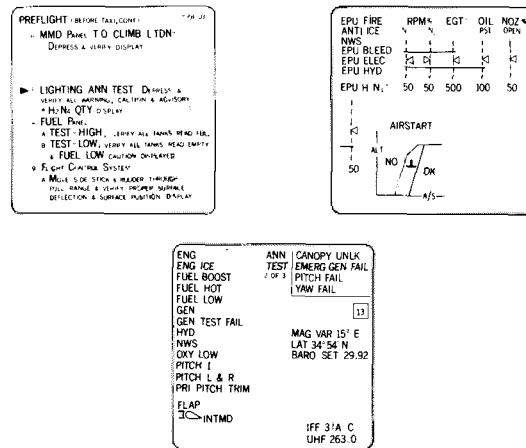 PREFLIGHT (BEFORE TAXI, CONT)
MMD PANEL TO CLIMB LTDN
DEPRESS & VERIFY DISPLAY
LIGHTING ANN TEST DEPRESS &
VERIFY ALL WARNING, CAUTION & ADVISORY
* H2N4 QTY DISPLAY
- FUEL PANEL
A TEST-HIGH, VERIFY ALL TANKS READ FULL
B TEST-LOW, VERIFY ALL TANKS READ EMPTY
& FUEL LOW CAUTION DISPLAYED
9 FLIGHT CONTROL SYSTEM
A MOVE SIDE STICK & RUDDER THROUGH
FULL RANGE & VERIFY PROPER SURFACE
DEFLECTION & SURFACE POSITION DISPLAY
EPU FIRE RPM% EGT OIL NOZ%
ANTI ICE PSI OPEN
NWS
EPU BLEED
EPU ELEC
EPU HYD
EPU H N 50 50 500 100 50
50
AIRSTART
ALT
NO
OK
A/S
ENG
ENG ICE
FUEL BOOST
FUEL HOT
FUEL LOW
GEN
GEN TEST FAIL
HYD
NWS
OXY LOW
PITCH I
PITCH L & R
PRI PITCH TRIM
FLAP
INTMD
ANN
TEST
2 OF 3
CANOPY UNLK
EMERG GEN FAIL
PITCH FAIL
YAW FAIL
13
MAG VAR 15° E
LAT 34°54' N
BARO SET 29.92
IFF 3/A C
UHF 263.0